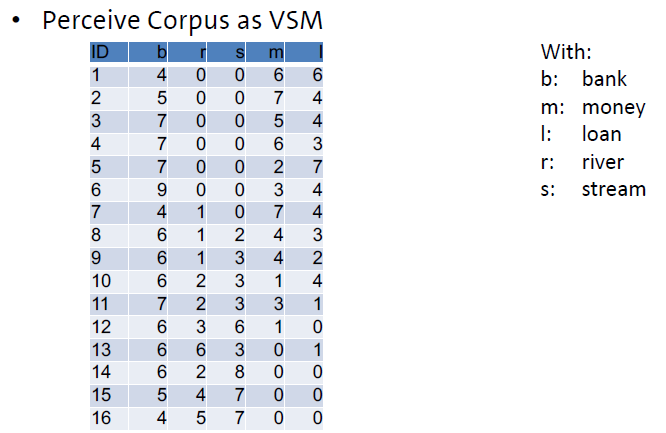 • Perceive Corpus as VSM
ID b r s m l
1 4 0 0 6 6
2 5 0 0 7 4
3 7 0 0 5 4
4 7 0 0 6 3
5 7 0 0 2 7
6 9 0 0 3 4
7 4 1 0 7 4
8 6 1 2 4 3
9 6 1 3 4 2
10 6 2 3 1 4
11 7 2 3 3 1
12 6 3 6 1 0
13 6 6 3 0 1
14 6 2 8 0 0
15 5 4 7 0 0
16 4 5 7 0 0
With:
b: bank
m: money
l: loan
r: river
s: stream